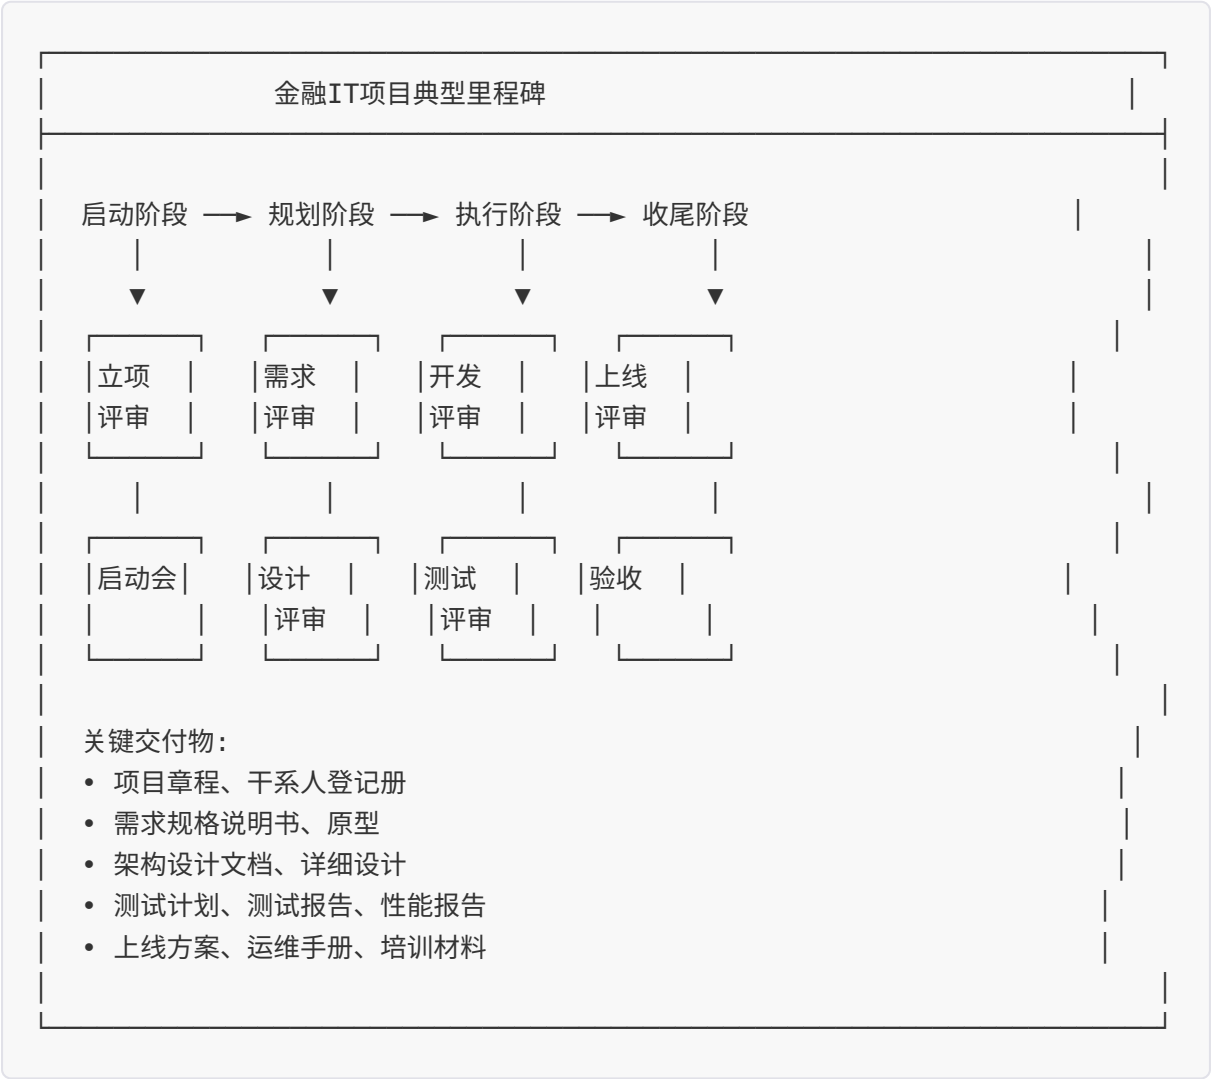 金融IT项目典型里程碑
启动阶段 ──► 规划阶段 ──► 执行阶段 ──► 收尾阶段
立项 需求 开发 上线
评审 评审 评审 评审
启动会 设计 测试 验收
评审 评审
关键交付物:
• 项目章程、干系人登记册
• 需求规格说明书、原型
• 架构设计文档、详细设计
• 测试计划、测试报告、性能报告
• 上线方案、运维手册、培训材料